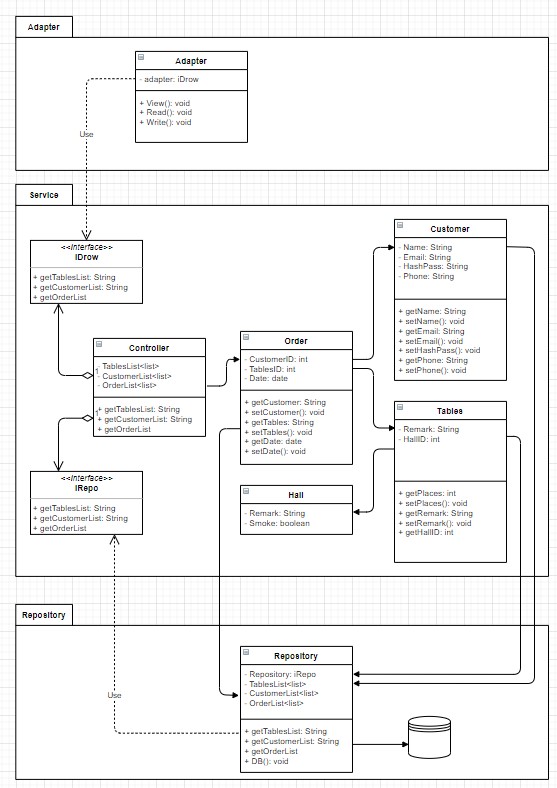 Adapter
Adapter
- adapter: iDrow
+ View(): void
+ Read(): void
+ Write(): void
Use
Service
<<Interface>>
IDrow
+ getTablesList: String
+ getCustomerList: String
+ getOrderList
Customer
- Name: String
- Email: String
- HashPass: String
- Phone: String
+ getName: String
+ setName(): void
+ getEmail: String
+ setEmail(): void
+ setHashPass(): void
+ getPhone: String
+ setPhone(): void
Controller
- TablesList<list>
- CustomerList<list>
- OrderList<list>
+ getTablesList: String
+ getCustomerList: String
+ getOrderList
1
1
Order
- CustomerID: int
- TablesID: int
- Date: date
+ getCustomer: String
+ setCustomer(): void
+ getTables: String
+ setTables(): void
+ getDate: date
+ setDate(): void
Tables
- Remark: String
- HallID: int
+ getPlaces: int
+ setPlaces(): void
+ getRemark: String
+ setRemark(): void
+ getHallID: int
<<Interface>>
IRepo
+ getTablesList: String
+ getCustomerList: String
+ getOrderList
Hall
- Remark: String
- Smoke: boolean
Repository
Repository
- Repository: iRepo
- TablesList<list>
- CustomerList<list>
- OrderList<list>
+ getTablesList: String
+ getCustomerList: String
+ getOrderList
+ DB(): void
Use